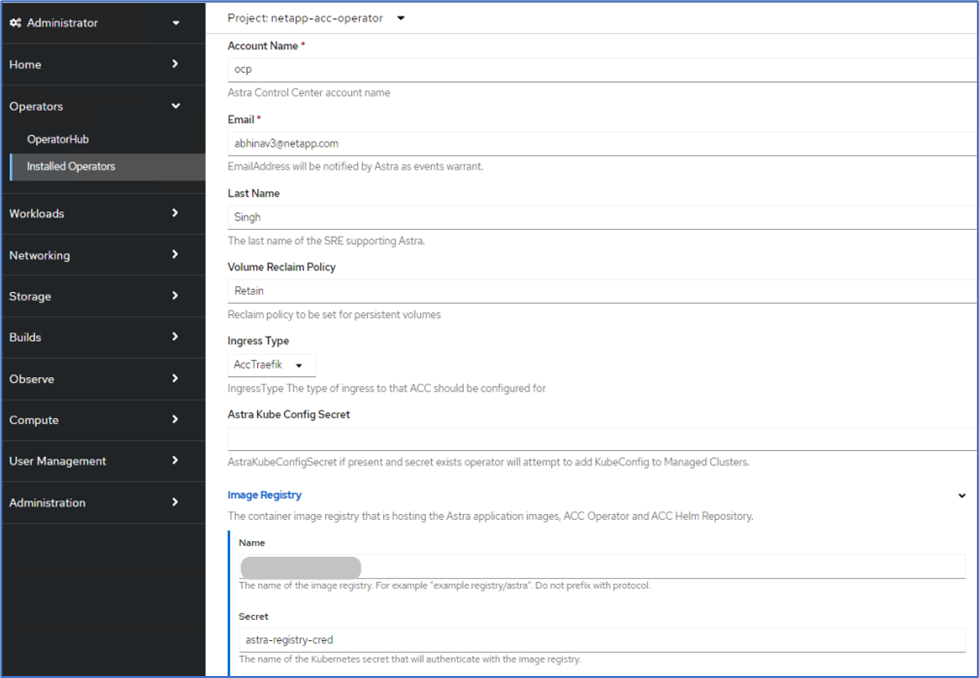 Administrator
Home
Operators
OperatorHub
Installed Operators
Workloads
Networking
Storage
Builds
Observe
Compute
User Management
Administration
Project: netapp-acc-operator
Account Name *
ocp
Astra Control Center account name
Email *
abhinav3@netapp.com
EmailAddress will be notified by Astra as events warrant.
Last Name
Singh
The last name of the SRE supporting Astra.
Volume Reclaim Policy
Retain
Reclaim policy to be set for persistent volumes
Ingress Type
AccTraefik
IngressType The type of ingress to that ACC should be configured for
Astra Kube Config Secret
AstraKubeConfigSecret if present and secret exists operator will attempt to add KubeConfig to Managed Clusters.
Image Registry
The container image registry that is hosting the Astra application images, ACC Operator and ACC Helm Repository.
Name
The name of the image registry. For example "example.registry/astra". Do not prefix with protocol.
Secret
astra-registry-cred
The name of the Kubernetes secret that will authenticate with the image registry.